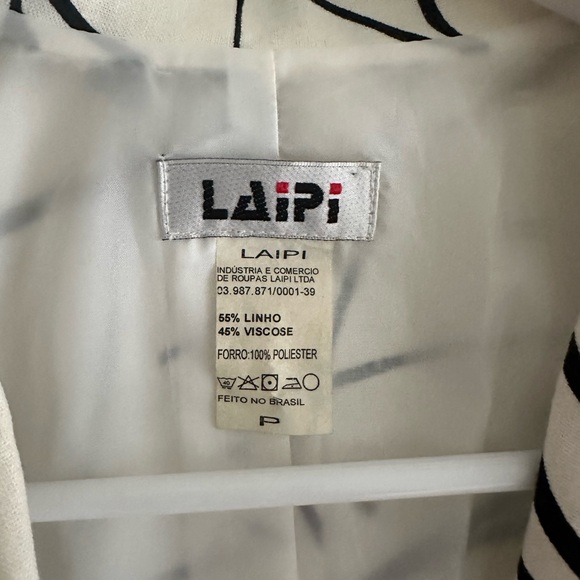 LAiPi
LAIPI
INDÚSTRIA E COMERCIO
DE ROUPAS LAIPI LTDA
03.987.871/0001-39
55% LINHO
45% VISCOSE
FORRO:100% POLIESTER
40
FEITO NO BRASIL
P